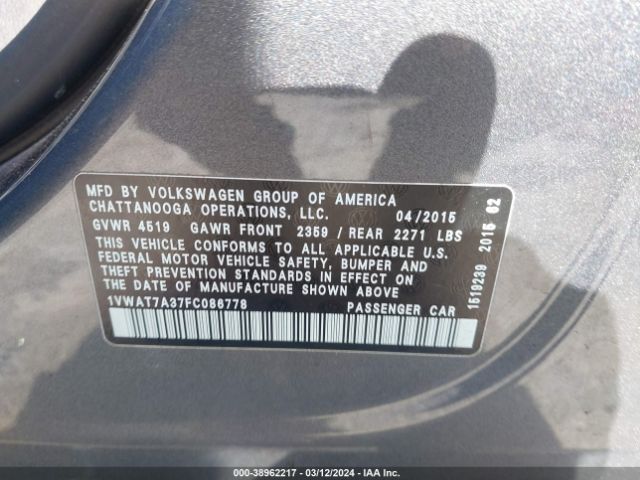 MFD BY VOLKSWAGEN GROUP OF AMERICA
CHATTANOOGA OPERATIONS, LLC. 04/2015
GVWR 4519 GAWR FRONT 2359 / REAR 2271 LBS
THIS VEHICLE CONFORMS TO ALL APPLICABLE U.S.
FEDERAL MOTOR VEHICLE SAFETY, BUMPER AND
THEFT PREVENTION STANDARDS IN EFFECT ON
THE DATE OF MANUFACTURE SHOWN ABOVE
1VWAT7A37FC086778 PASSENGER CAR
1519239 2015 02
000-38962217 - 03/12/2024 - IAA Inc.